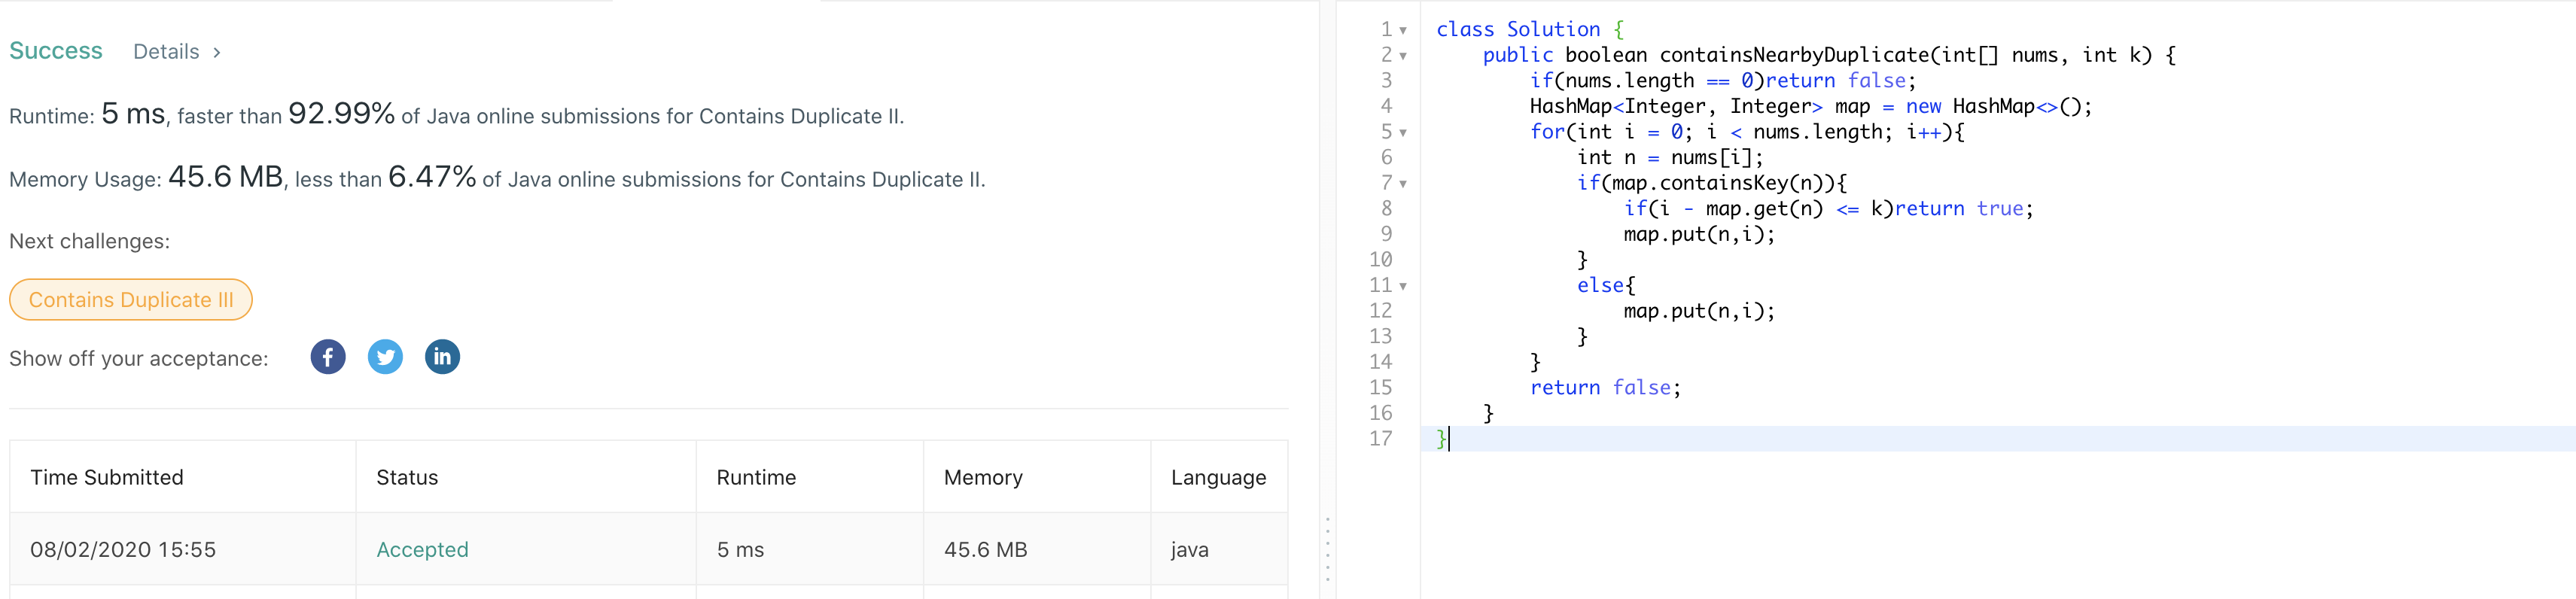 Success Details >
Runtime: 5 ms, faster than 92.99% of Java online submissions for Contains Duplicate II.
Memory Usage: 45.6 MB, less than 6.47% of Java online submissions for Contains Duplicate II.
Next challenges:
Contains Duplicate III
Show off your acceptance: f in
Time Submitted Status Runtime Memory Language
08/02/2020 15:55 Accepted 5 ms 45.6 MB java
1 class Solution {
2     public boolean containsNearbyDuplicate(int[] nums, int k) {
3         if(nums.length == 0)return false;
4         HashMap<Integer, Integer> map = new HashMap<>();
5         for(int i = 0; i < nums.length; i++){
6             int n = nums[i];
7             if(map.containsKey(n)){
8                 if(i - map.get(n) <= k)return true;
9                 map.put(n,i);
10             }
11             else{
12                 map.put(n,i);
13             }
14         }
15         return false;
16     }
17 }